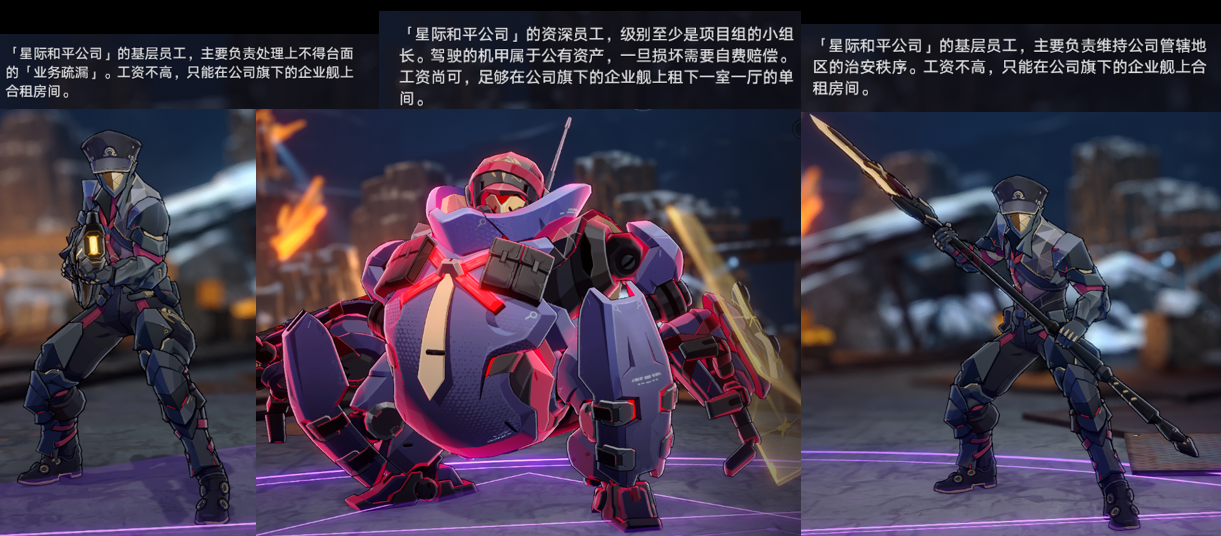 「星际和平公司」的基层员工，主要负责处理上不得台面
的「业务疏漏」。工资不高，只能在公司旗下的企业舰上
合租房间。
「星际和平公司」的资深员工，级别至少是项目组的小组
长。驾驶的机甲属于公有资产，一旦损坏需要自费赔偿。
工资尚可，足够在公司旗下的企业舰上租下一室一厅的单
间。
「星际和平公司」的基层员工，主要负责维持公司管辖地
区的治安秩序。工资不高，只能在公司旗下的企业舰上合
租房间。